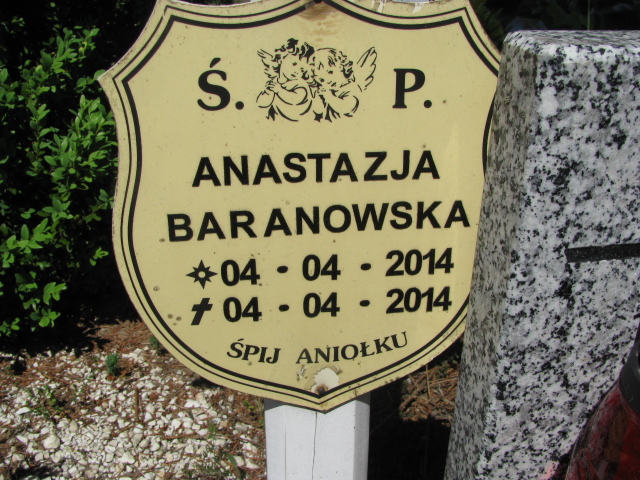 Ś. P.
ANASTAZJA
BARANOWSKA
04 - 04 - 2014
✝ 04 - 04 - 2014
ŚPIJ ANIOŁKU